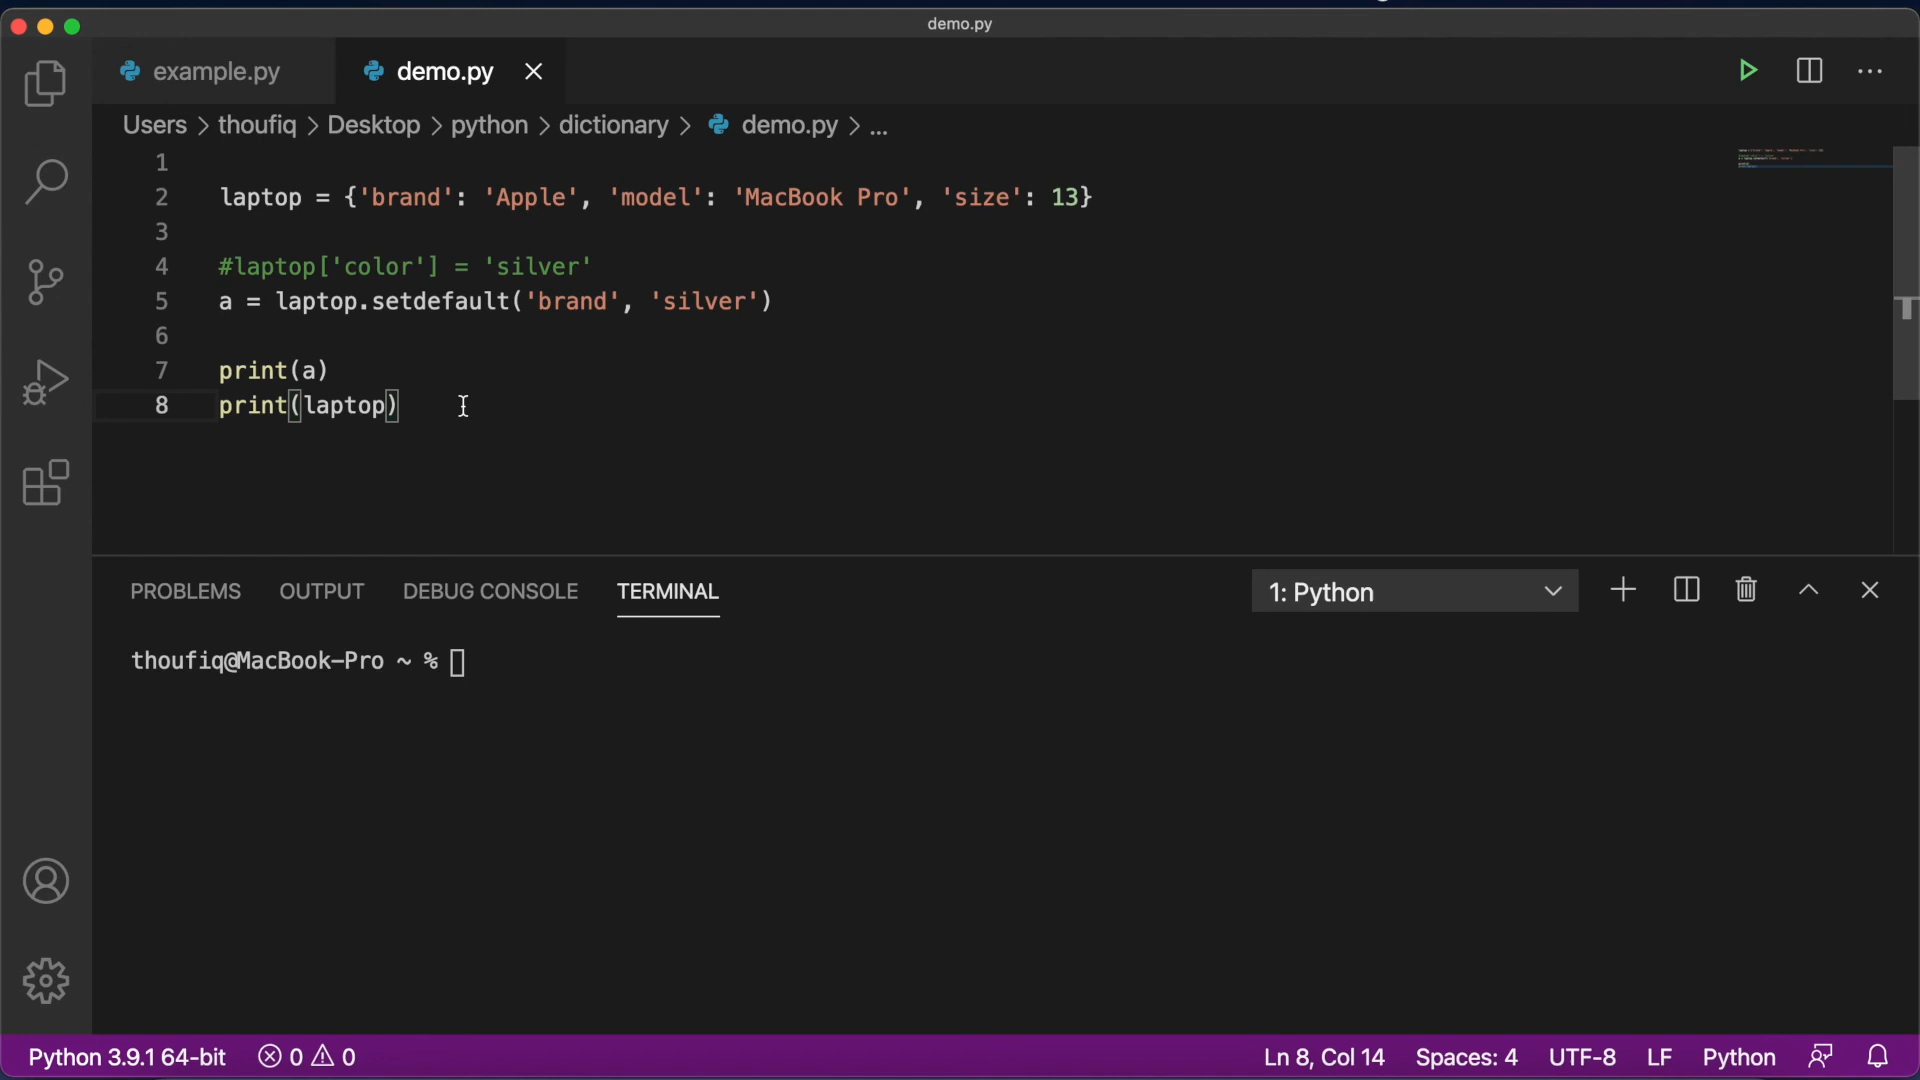 demo.py
example.py
demo.py
Users > thoufiq > Desktop > python > dictionary > demo.py > ...
1
2 laptop = {'brand': 'Apple', 'model': 'MacBook Pro', 'size': 13}
3
4 #laptop['color'] = 'silver'
5 a = laptop.setdefault('brand', 'silver')
6
7 print(a)
8 print(laptop)
PROBLEMS OUTPUT DEBUG CONSOLE TERMINAL 1: Python
thoufiq@MacBook-Pro ~ %
Python 3.9.1 64-bit 0 0 Ln 8, Col 14 Spaces: 4 UTF-8 LF Python